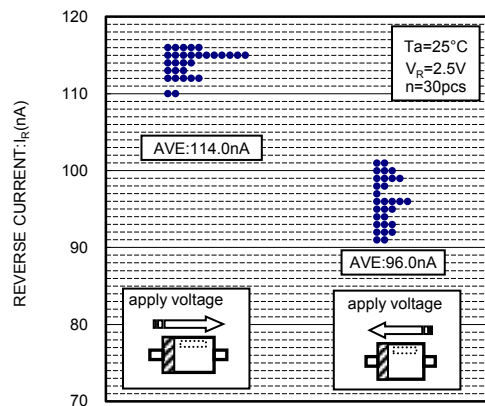 REVERSE CURRENT:I_R(nA)
120
110
100
90
80
70
Ta=25°C
V_R=2.5V
n=30pcs
AVE:114.0nA
AVE:96.0nA
apply voltage
apply voltage